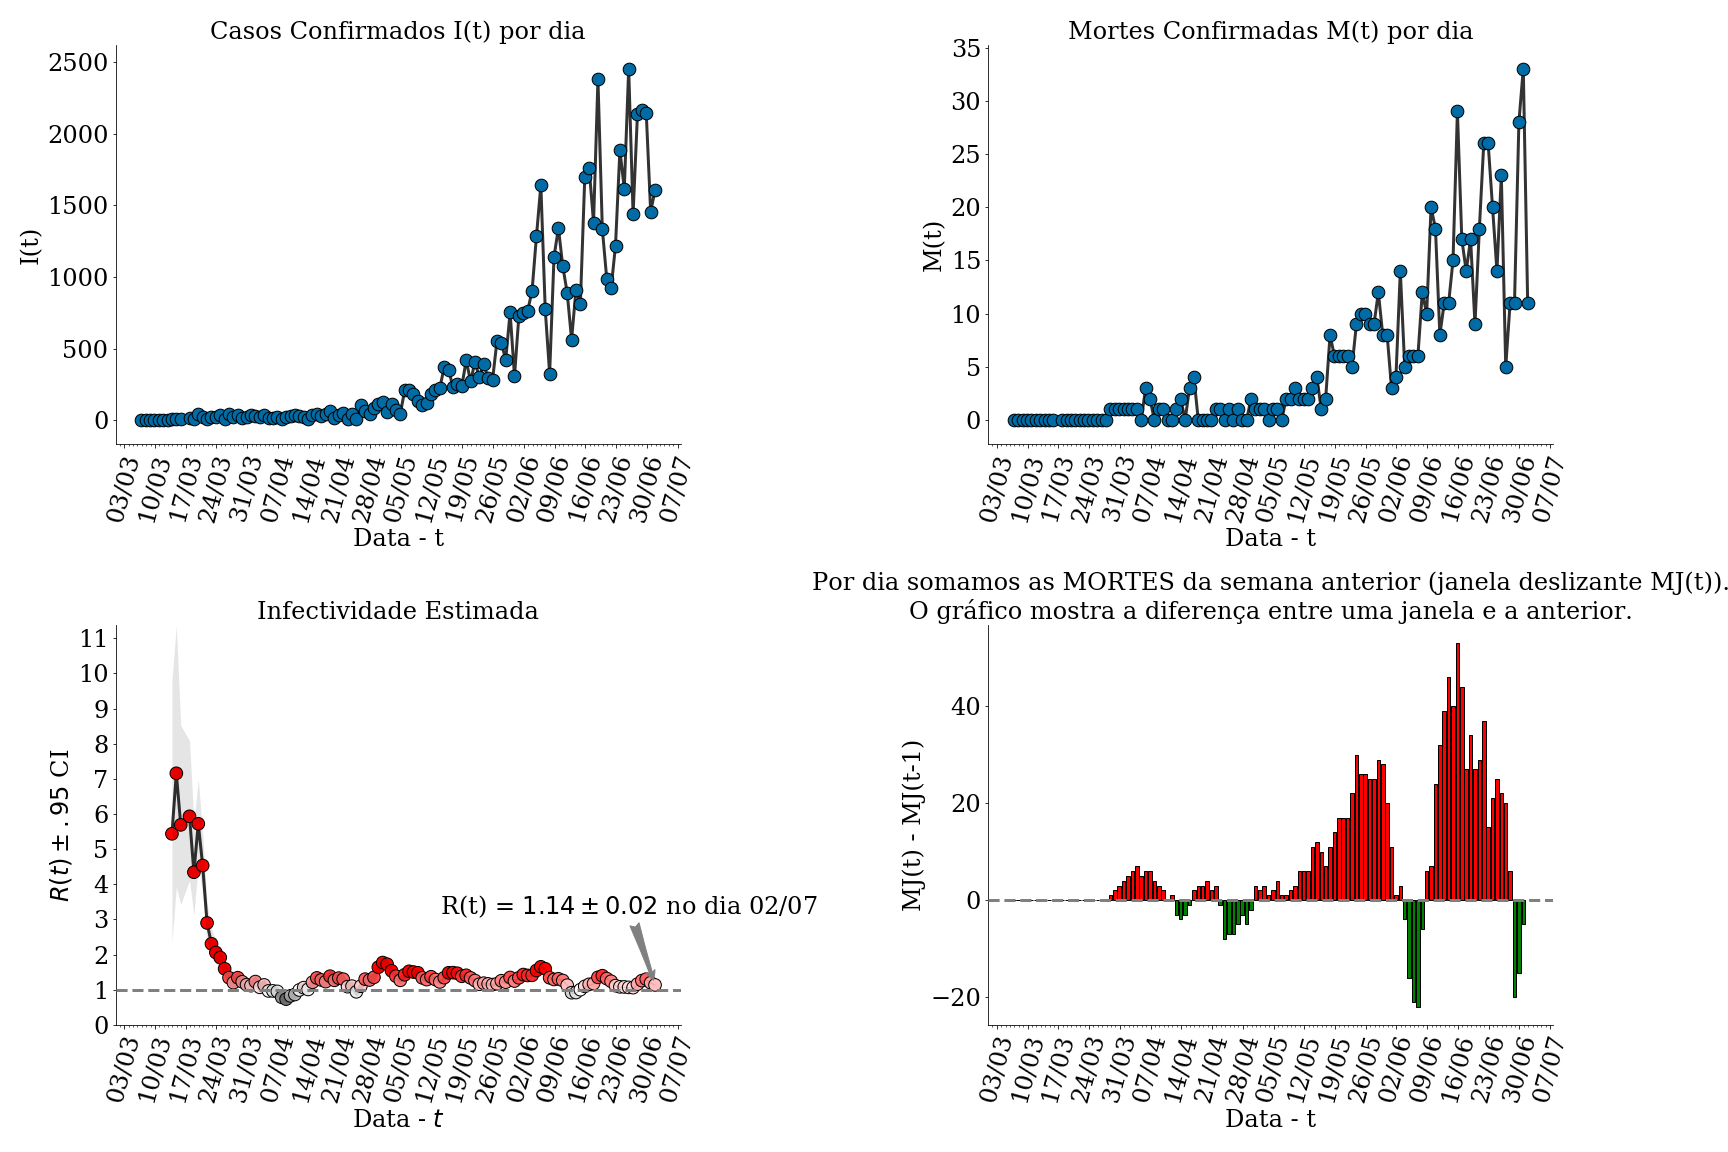 Casos Confirmados I(t) por dia
I(t)
2500
2000
1500
1000
500
0
03/03 10/03 17/03 24/03 31/03 07/04 14/04 21/04 28/04 05/05 12/05 19/05 26/05 02/06 09/06 16/06 23/06 30/06 07/07
Data - t
Mortes Confirmadas M(t) por dia
M(t)
35
30
25
20
15
10
5
0
03/03 10/03 17/03 24/03 31/03 07/04 14/04 21/04 28/04 05/05 12/05 19/05 26/05 02/06 09/06 16/06 23/06 30/06 07/07
Data - t
Infectividade Estimada
R(t) ± .95 CI
11
10
9
8
7
6
5
4
3
2
1
0
R(t) = 1.14 ± 0.02 no dia 02/07
03/03 10/03 17/03 24/03 31/03 07/04 14/04 21/04 28/04 05/05 12/05 19/05 26/05 02/06 09/06 16/06 23/06 30/06 07/07
Data - t
Por dia somamos as MORTES da semana anterior (janela deslizante MJ(t)).
O gráfico mostra a diferença entre uma janela e a anterior.
MJ(t) - MJ(t-1)
40
20
0
−20
03/03 10/03 17/03 24/03 31/03 07/04 14/04 21/04 28/04 05/05 12/05 19/05 26/05 02/06 09/06 16/06 23/06 30/06 07/07
Data - t